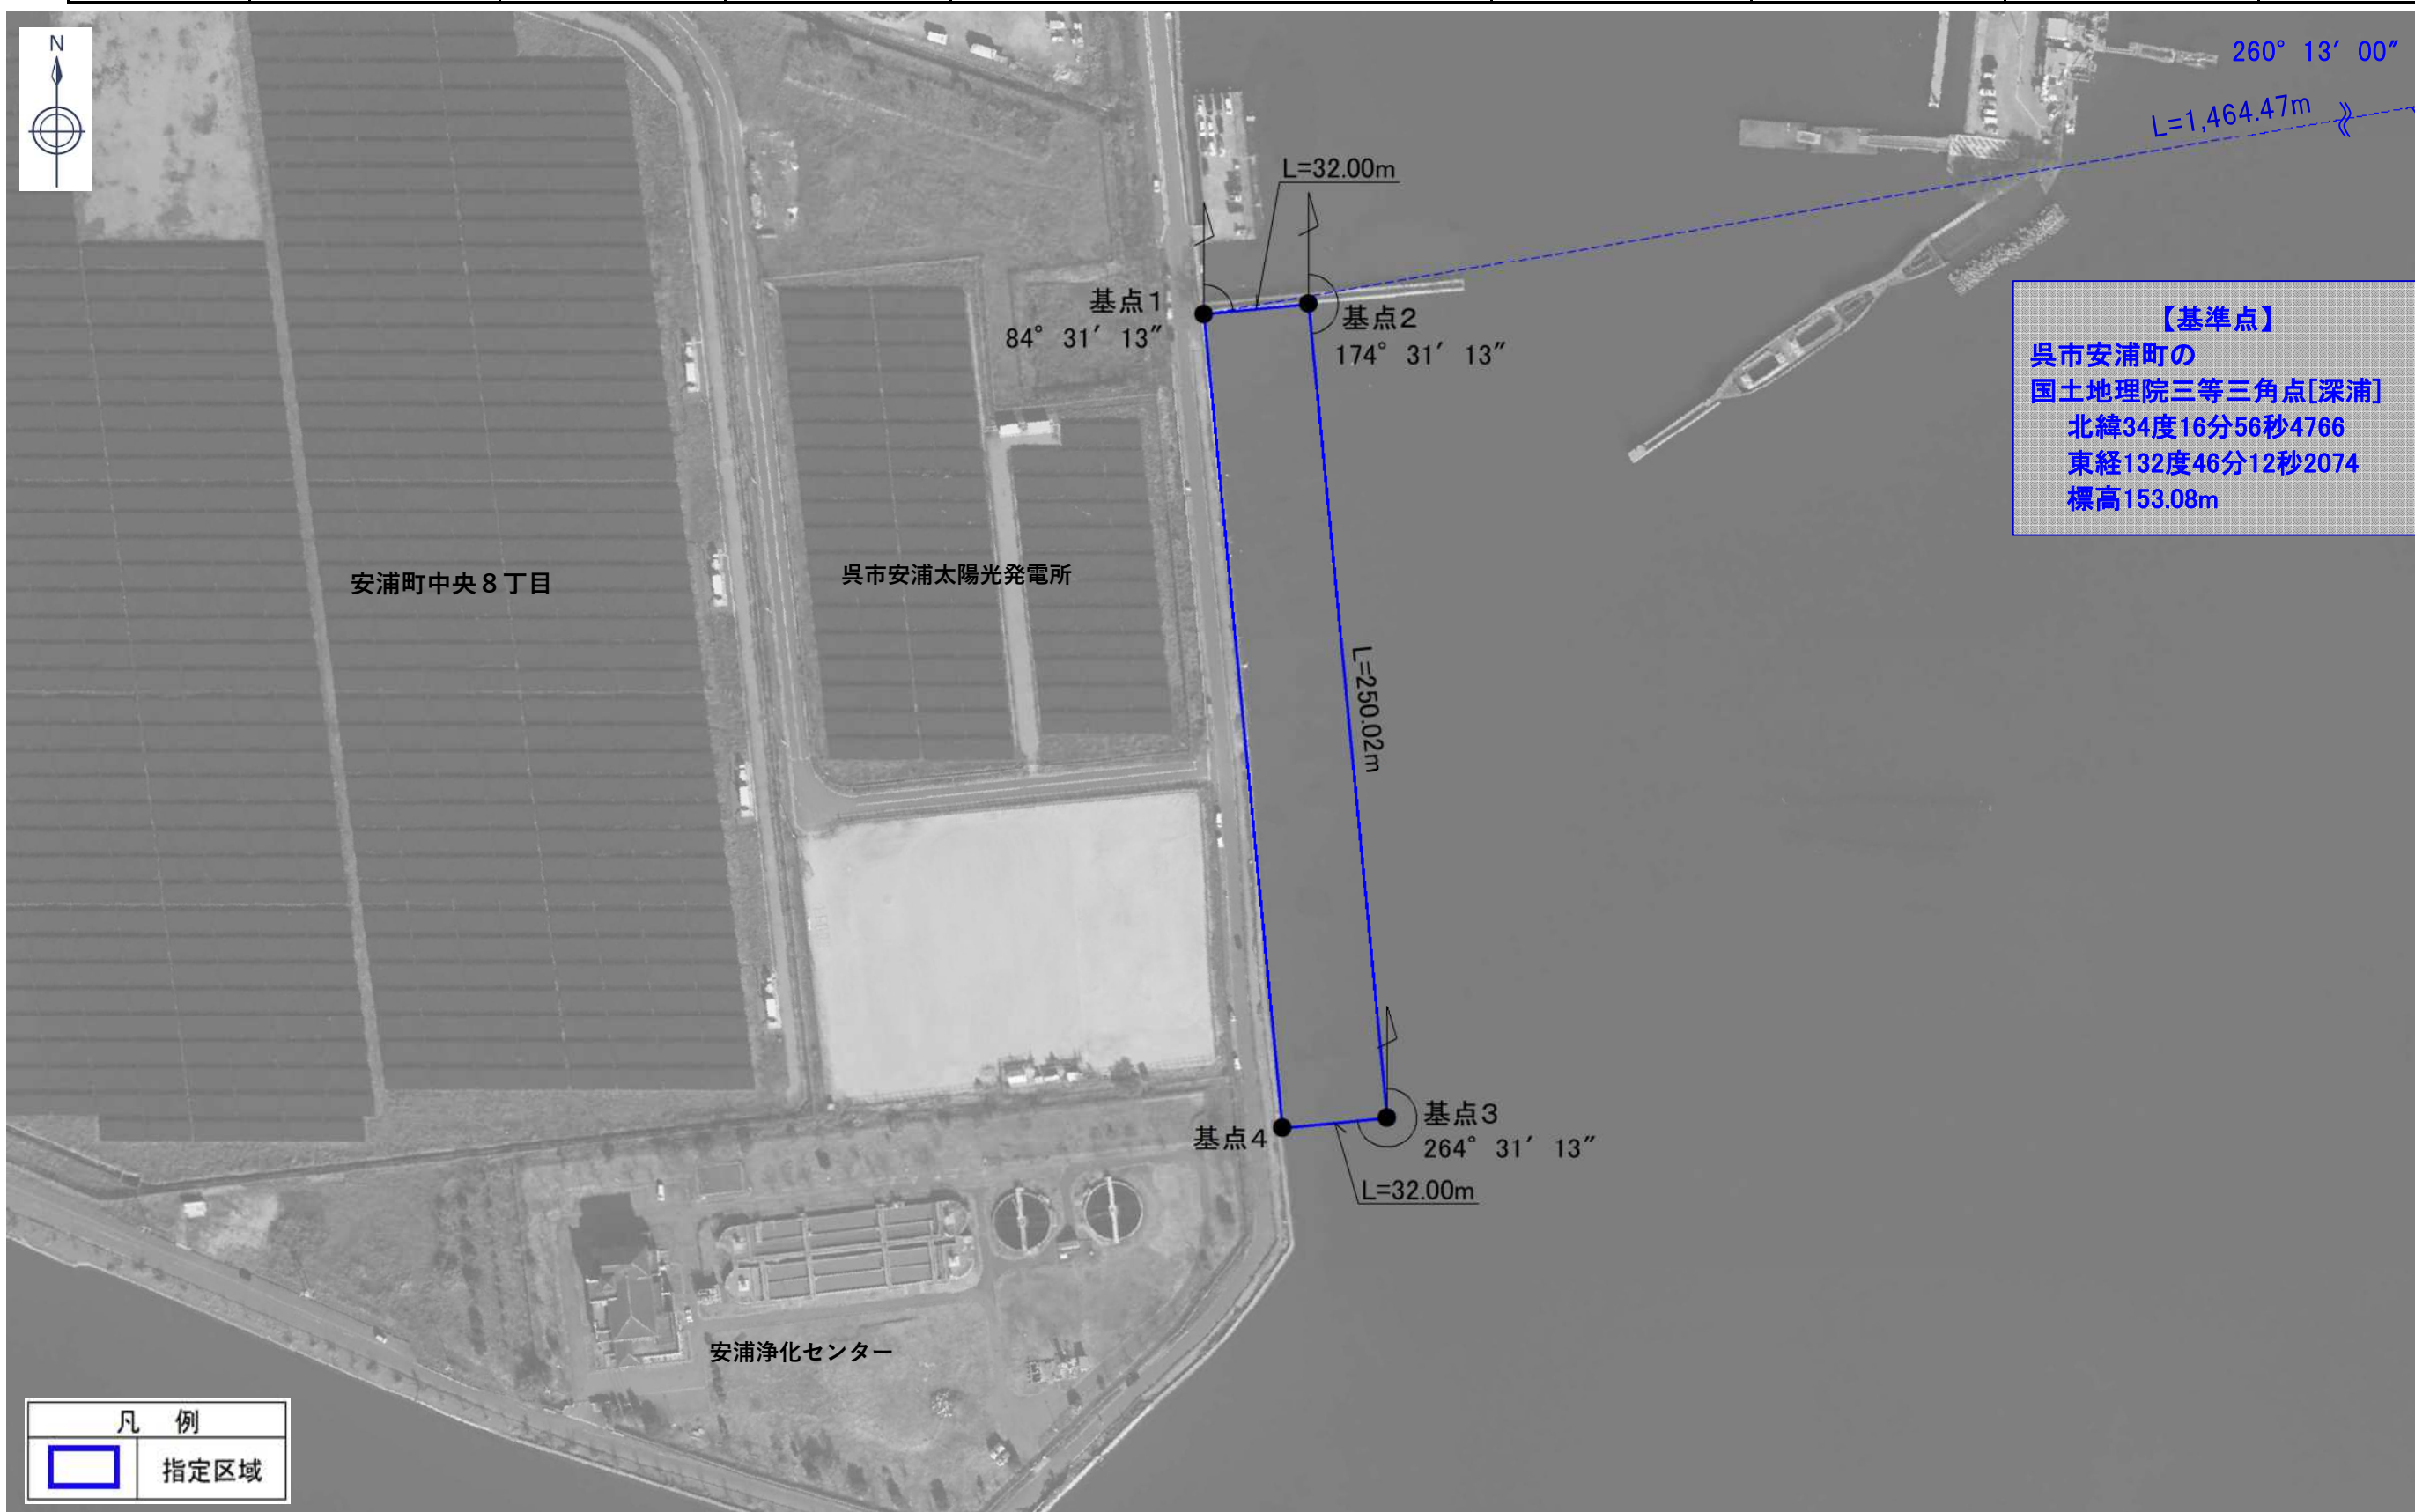 N
260° 13′ 00″
L=1,464.47m
L=32.00m
基点1
84° 31′ 13″
基点2
174° 31′ 13″
【基準点】
呉市安浦町の
国土地理院三等三角点[深浦]
北緯34度16分56秒4766
東経132度46分12秒2074
標高153.08m
安浦町中央８丁目
呉市安浦太陽光発電所
L=250.02m
基点3
264° 31′ 13″
基点4
L=32.00m
安浦浄化センター
凡 例
指定区域